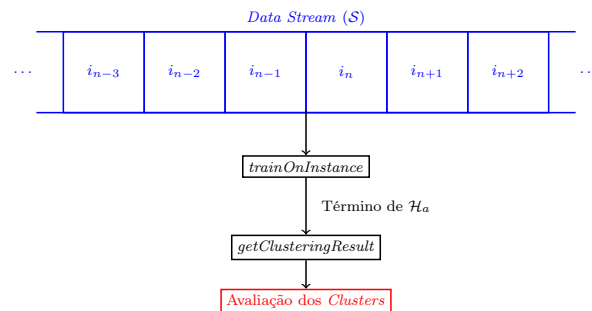 Data Stream (𝒮)
... i_{n−3} i_{n−2} i_{n−1} i_n i_{n+1} i_{n+2} ...
trainOnInstance
Término de ℋ_a
getClusteringResult
Avaliação dos Clusters